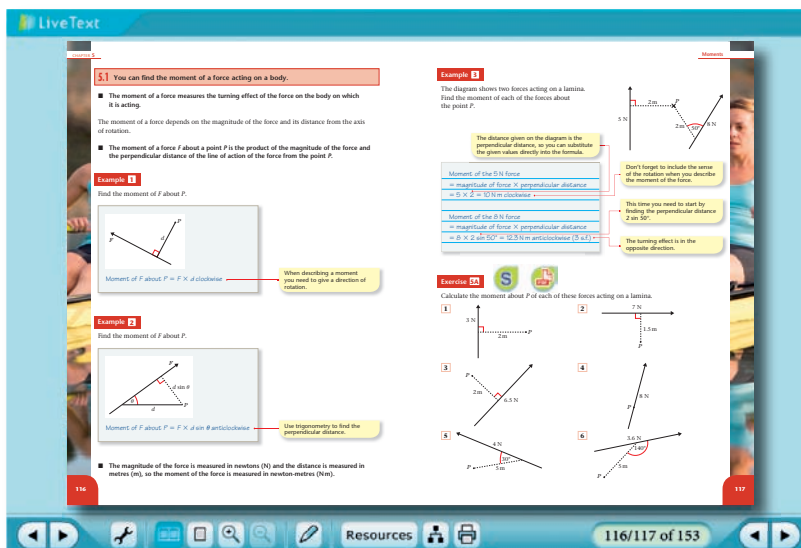 LiveText
CHAPTER 5
5.1 You can find the moment of a force acting on a body.
■ The moment of a force measures the turning effect of the force on the body on which
it is acting.
The moment of a force depends on the magnitude of the force and its distance from the axis
of rotation.
■ The moment of a force F about a point P is the product of the magnitude of the force and
the perpendicular distance of the line of action of the force from the point P.
Example 1
Find the moment of F about P.
P
d
F
Moment of F about P = F × d clockwise
When describing a moment
you need to give a direction of
rotation.
Example 2
Find the moment of F about P.
F
d sin θ
θ
d
P
Moment of F about P = F × d sin θ anticlockwise
Use trigonometry to find the
perpendicular distance.
■ The magnitude of the force is measured in newtons (N) and the distance is measured in
metres (m), so the moment of the force is measured in newton-metres (Nm).
116
Moments
Example 3
The diagram shows two forces acting on a lamina.
Find the moment of each of the forces about
the point P.
2 m
P
5 N
2 m
50°
8 N
The distance given on the diagram is the
perpendicular distance, so you can substitute
the given values directly into the formula.
Moment of the 5 N force
= magnitude of force × perpendicular distance
= 5 × 2 = 10 N m clockwise
Don't forget to include the sense
of the rotation when you describe
the moment of the force.
Moment of the 8 N force
= magnitude of force × perpendicular distance
= 8 × 2 sin 50° = 12.3 N m anticlockwise (3 s.f.)
This time you need to start by
finding the perpendicular distance
2 sin 50°.
The turning effect is in the
opposite direction.
Exercise 5A
S
PDF
Calculate the moment about P of each of these forces acting on a lamina.
1
3 N
2 m
P
2
7 N
1.5 m
P
3
P
2 m
6.5 N
4
8 N
P
5
4 N
30°
P
3 m
6
3.6 N
140°
3 m
P
117
Resources
116/117 of 153